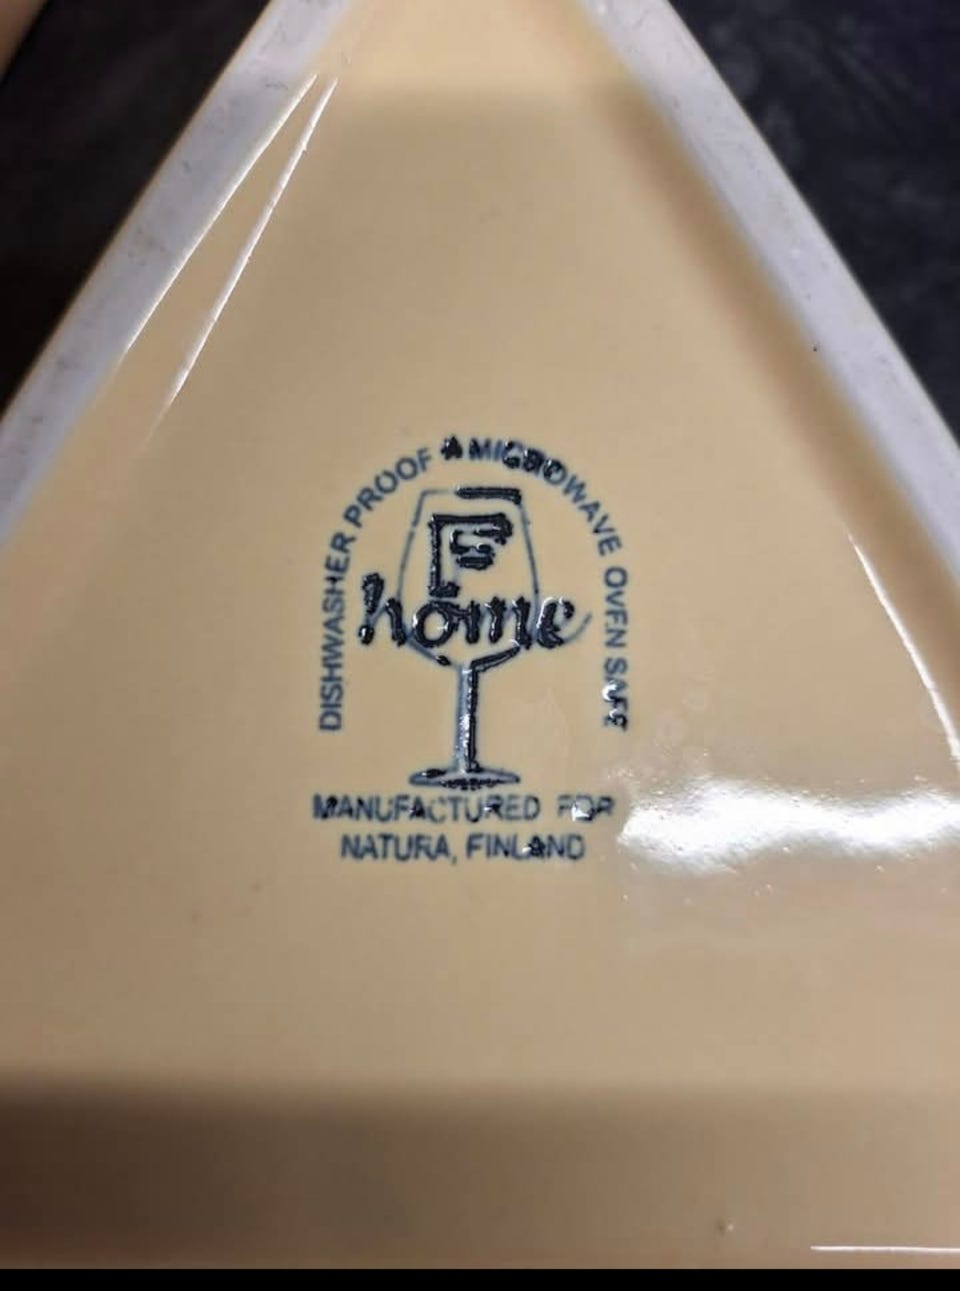 DISHWASHER PROOF & MICROWAVE OVEN SAFE
home
MANUFACTURED FOR
NATURA, FINLAND